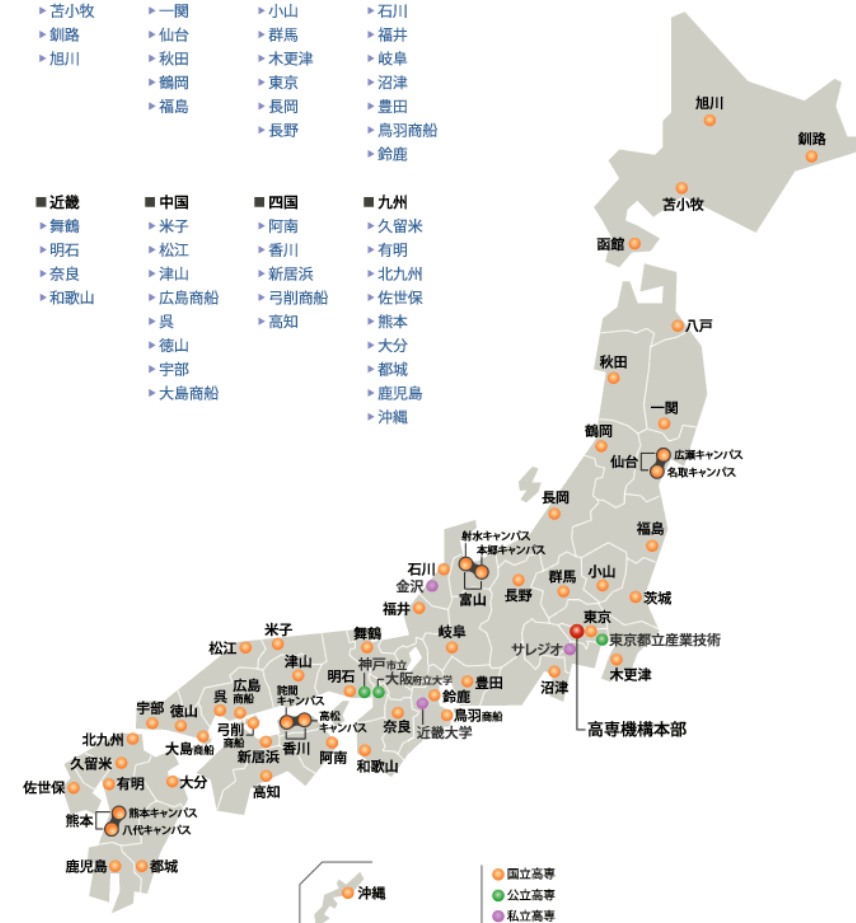 苫小牧
釧路
旭川
一関
仙台
秋田
鶴岡
福島
小山
群馬
木更津
東京
長岡
長野
石川
福井
岐阜
沼津
豊田
鳥羽商船
鈴鹿
■近畿
舞鶴
明石
奈良
和歌山
■中国
米子
松江
津山
広島商船
呉
徳山
宇部
大島商船
■四国
阿南
香川
新居浜
弓削商船
高知
■九州
久留米
有明
北九州
佐世保
熊本
大分
都城
鹿児島
沖縄
旭川
釧路
苫小牧
函館
八戸
秋田
一関
鶴岡
仙台
広瀬キャンパス
名取キャンパス
長岡
福島
射水キャンパス
本郷キャンパス
石川
金沢
富山
長野
群馬
小山
茨城
福井
東京
東京都立産業技術
サレジオ
木更津
岐阜
米子
松江
舞鶴
神戸市立
大阪府立大学
津山
明石
豊田
沼津
鈴鹿
鳥羽商船
近畿大学
奈良
高専機構本部
詫間
キャンパス
高松
キャンパス
香川
広島
商船
呉
宇部
徳山
大島商船
弓削
商船
新居浜
阿南
和歌山
高知
北九州
久留米
佐世保
有明
大分
熊本
熊本キャンパス
八代キャンパス
鹿児島
都城
沖縄
国立高専
公立高専
私立高専